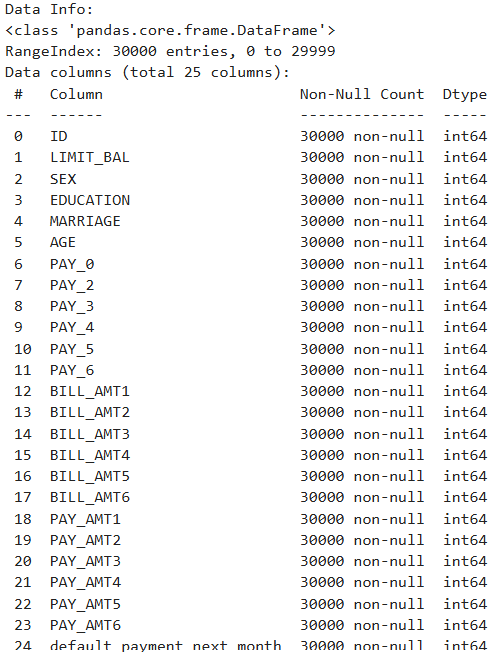 Data Info:
<class 'pandas.core.frame.DataFrame'>
RangeIndex: 30000 entries, 0 to 29999
Data columns (total 25 columns):
 #   Column                      Non-Null Count  Dtype
---  ------                      --------------  -----
 0   ID                          30000 non-null  int64
 1   LIMIT_BAL                   30000 non-null  int64
 2   SEX                         30000 non-null  int64
 3   EDUCATION                   30000 non-null  int64
 4   MARRIAGE                    30000 non-null  int64
 5   AGE                         30000 non-null  int64
 6   PAY_0                       30000 non-null  int64
 7   PAY_2                       30000 non-null  int64
 8   PAY_3                       30000 non-null  int64
 9   PAY_4                       30000 non-null  int64
 10  PAY_5                       30000 non-null  int64
 11  PAY_6                       30000 non-null  int64
 12  BILL_AMT1                   30000 non-null  int64
 13  BILL_AMT2                   30000 non-null  int64
 14  BILL_AMT3                   30000 non-null  int64
 15  BILL_AMT4                   30000 non-null  int64
 16  BILL_AMT5                   30000 non-null  int64
 17  BILL_AMT6                   30000 non-null  int64
 18  PAY_AMT1                    30000 non-null  int64
 19  PAY_AMT2                    30000 non-null  int64
 20  PAY_AMT3                    30000 non-null  int64
 21  PAY_AMT4                    30000 non-null  int64
 22  PAY_AMT5                    30000 non-null  int64
 23  PAY_AMT6                    30000 non-null  int64
 24  default payment next month  30000 non-null  int64